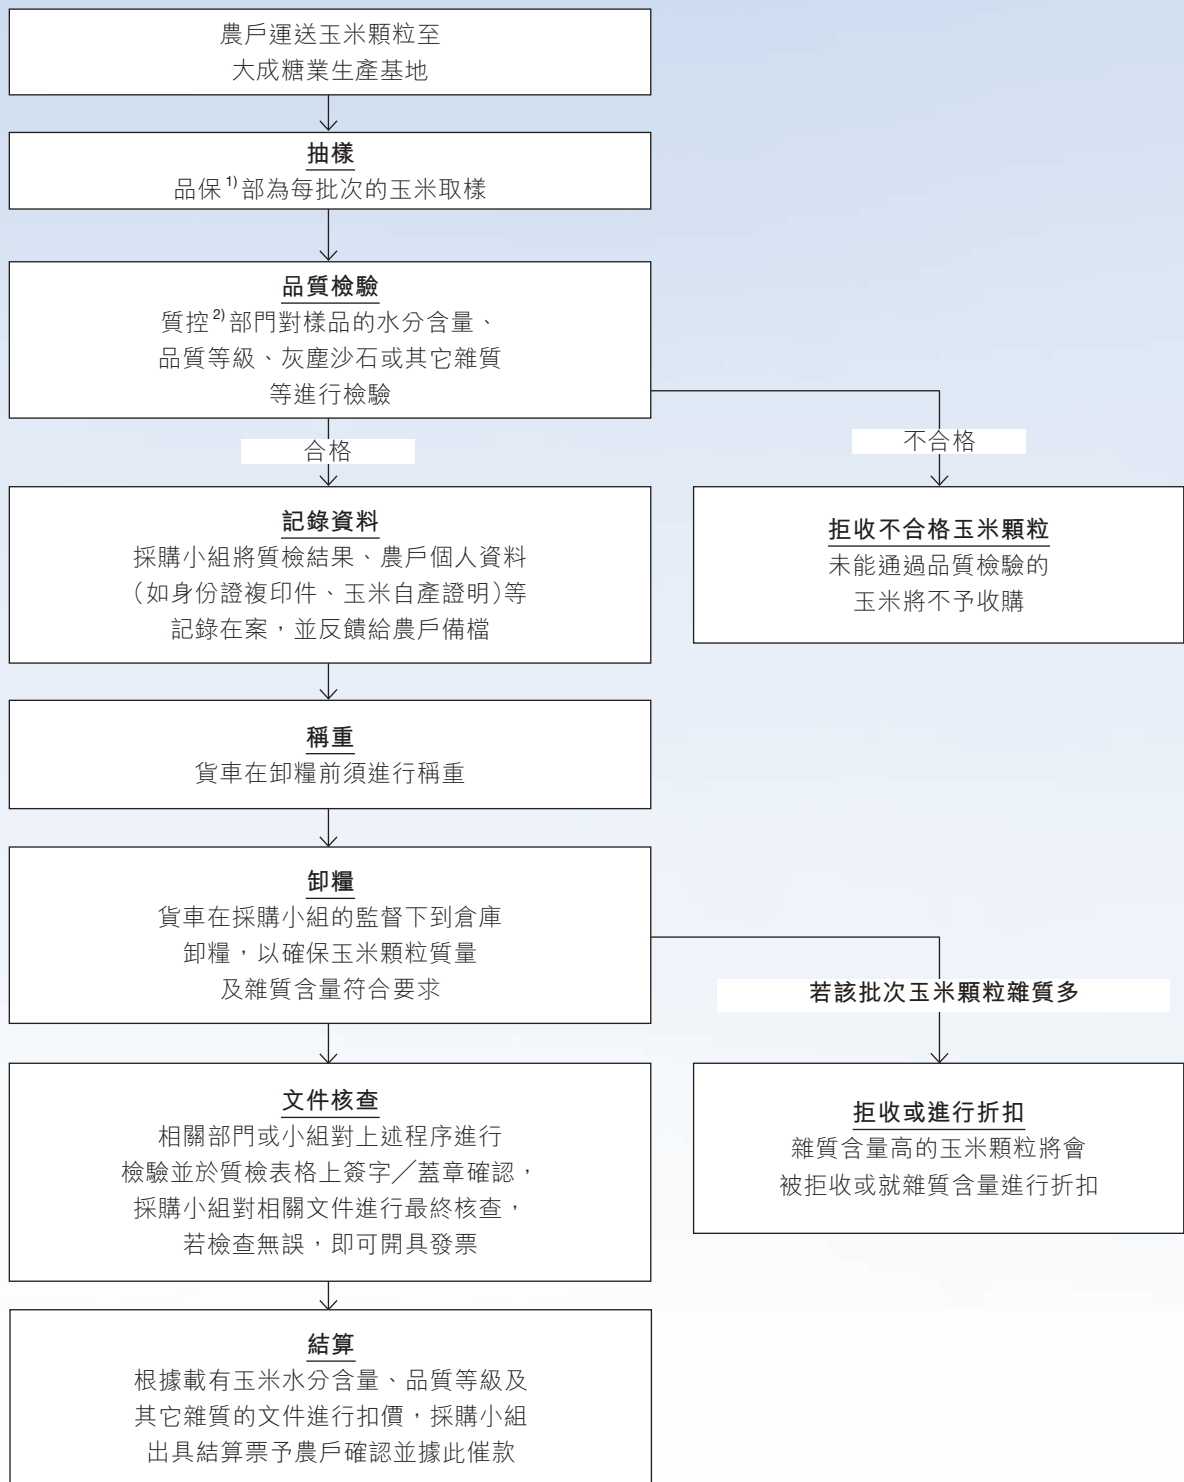 農戶運送玉米顆粒至
大成糖業生產基地
抽樣
品保1)部為每批次的玉米取樣
品質檢驗
質控2)部門對樣品的水分含量、
品質等級、灰塵沙石或其它雜質
等進行檢驗
合格
不合格
記錄資料
採購小組將質檢結果、農戶個人資料
(如身份證複印件、玉米自產證明)等
記錄在案，並反饋給農戶備檔
拒收不合格玉米顆粒
未能通過品質檢驗的
玉米將不予收購
稱重
貨車在卸糧前須進行稱重
卸糧
貨車在採購小組的監督下到倉庫
卸糧，以確保玉米顆粒質量
及雜質含量符合要求
若該批次玉米顆粒雜質多
文件核查
相關部門或小組對上述程序進行
檢驗並於質檢表格上簽字／蓋章確認，
採購小組對相關文件進行最終核查，
若檢查無誤，即可開具發票
拒收或進行折扣
雜質含量高的玉米顆粒將會
被拒收或就雜質含量進行折扣
結算
根據載有玉米水分含量、品質等級及
其它雜質的文件進行扣價，採購小組
出具結算票予農戶確認並據此催款